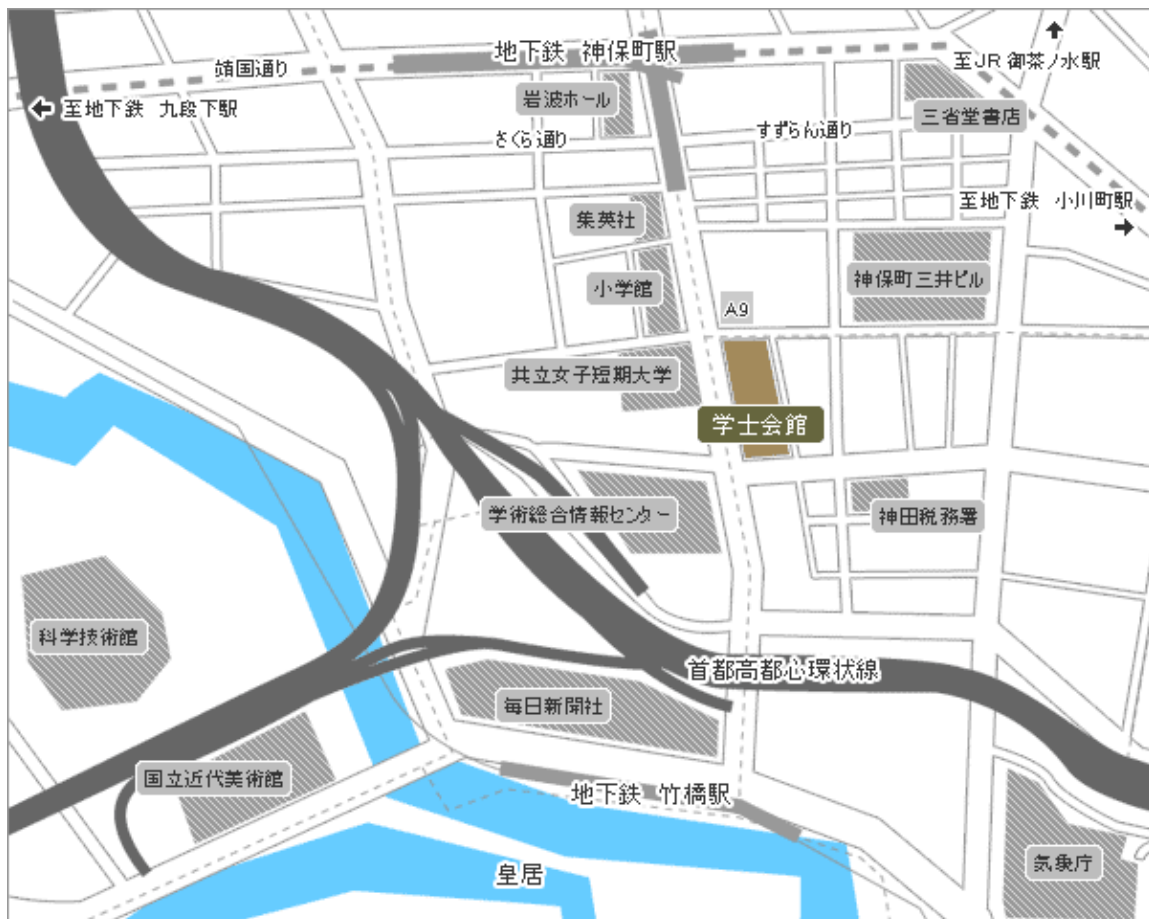 地下鉄 神保町駅
靖国通り
至JR 御茶ノ水駅
岩波ホール
至地下鉄 九段下駅
三省堂書店
さくら通り
すずらん通り
至地下鉄 小川町駅
集英社
神保町三井ビル
小学館
A9
共立女子短期大学
学士会館
学術総合情報センター
神田税務署
科学技術館
首都高都心環状線
毎日新聞社
国立近代美術館
地下鉄 竹橋駅
気象庁
皇居